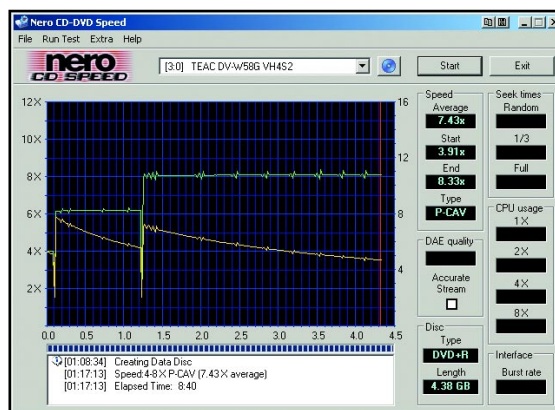 Nero CD-DVD Speed
File Run Test Extra Help
nero
CD SPEED
[3:0] TEAC DV-W58G VH4S2
Start
Exit
12X
10X
8X
6X
4X
2X
16
12
8
4
0.0 0.5 1.0 1.5 2.0 2.5 3.0 3.5 4.0 4.5
Speed
Average
7.43x
Start
3.91x
End
8.33x
Type
P-CAV
DAE quality
Accurate
Stream
Disc
Type
DVD+R
Length
4.38 GB
Seek times
Random
1/3
Full
CPU usage
1X
2X
4X
8X
Interface
Burst rate
[01:08:34] Creating Data Disc
[01:17:13] Speed:4-8X P-CAV (7.43X average)
[01:17:13] Elapsed Time: 8:40